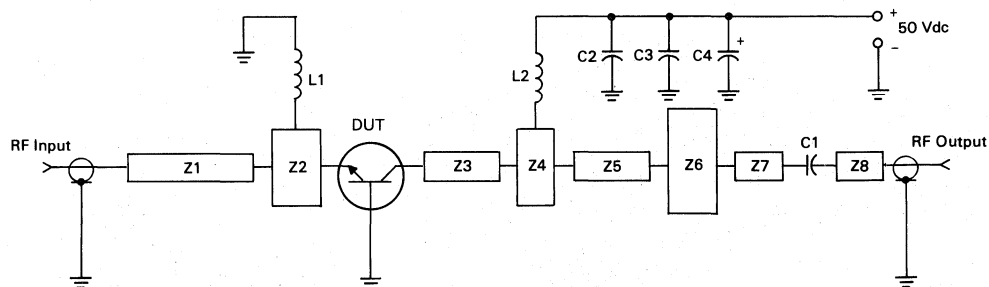 +
50 Vdc
−
C2
C3
C4
+
L1
L2
DUT
RF Input
Z1
Z2
Z3
Z4
Z5
Z6
Z7
C1
Z8
RF Output